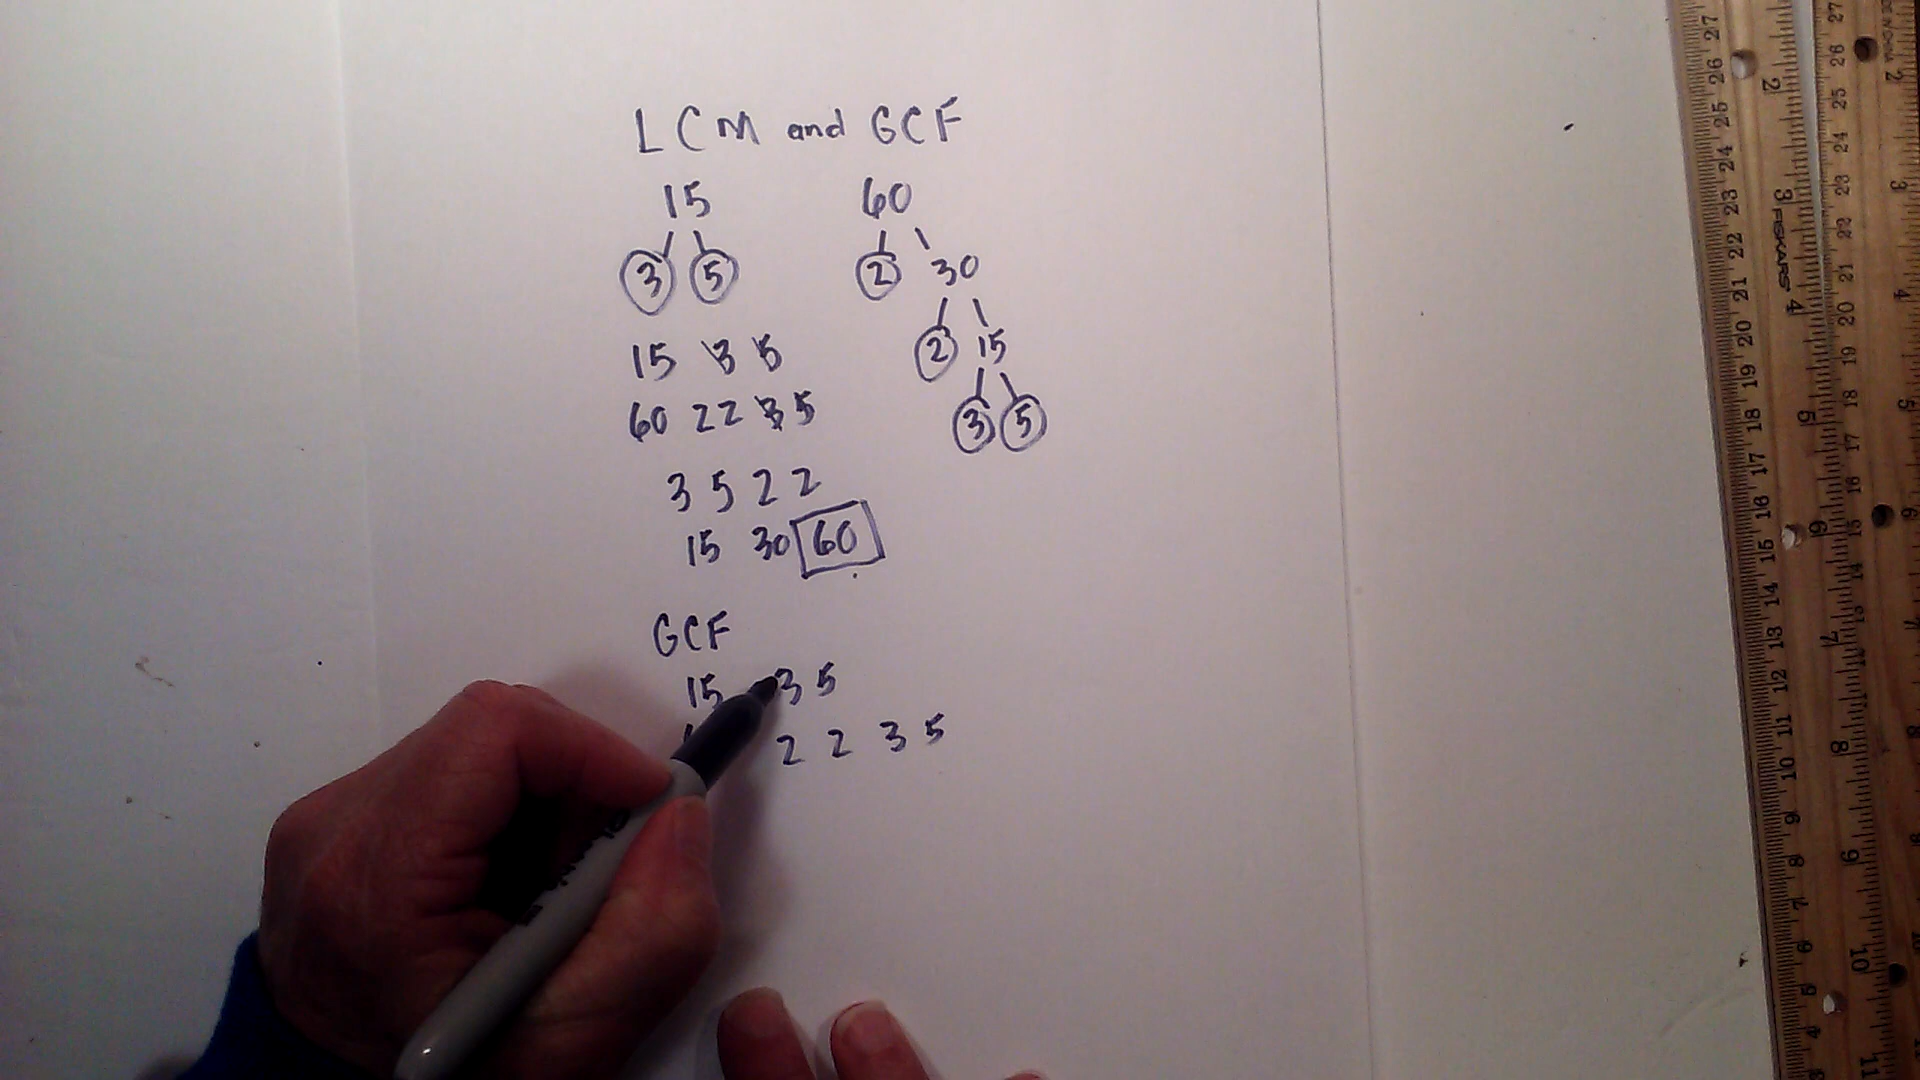 LCM and GCF
15 60
3 5 2 30
15 3 5
2 15
60 2 2 3 5
3 5
3 5 2 2
15 30 60
GCF
15 3 5
2 2 3 5
FISKARS